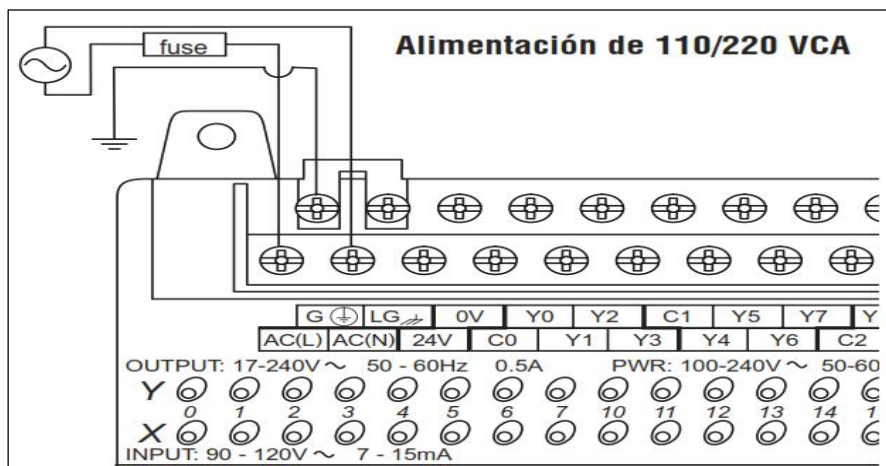 fuse
Alimentación de 110/220 VCA
G LG 0V Y0 Y2 C1 Y5 Y7 Y
AC(L) AC(N) 24V C0 Y1 Y3 Y4 Y6 C2
OUTPUT: 17-240V ~ 50 - 60Hz 0.5A PWR: 100-240V ~ 50-60
Y
0 1 2 3 4 5 6 7 10 11 12 13 14 1
X
INPUT: 90 - 120V ~ 7 - 15mA